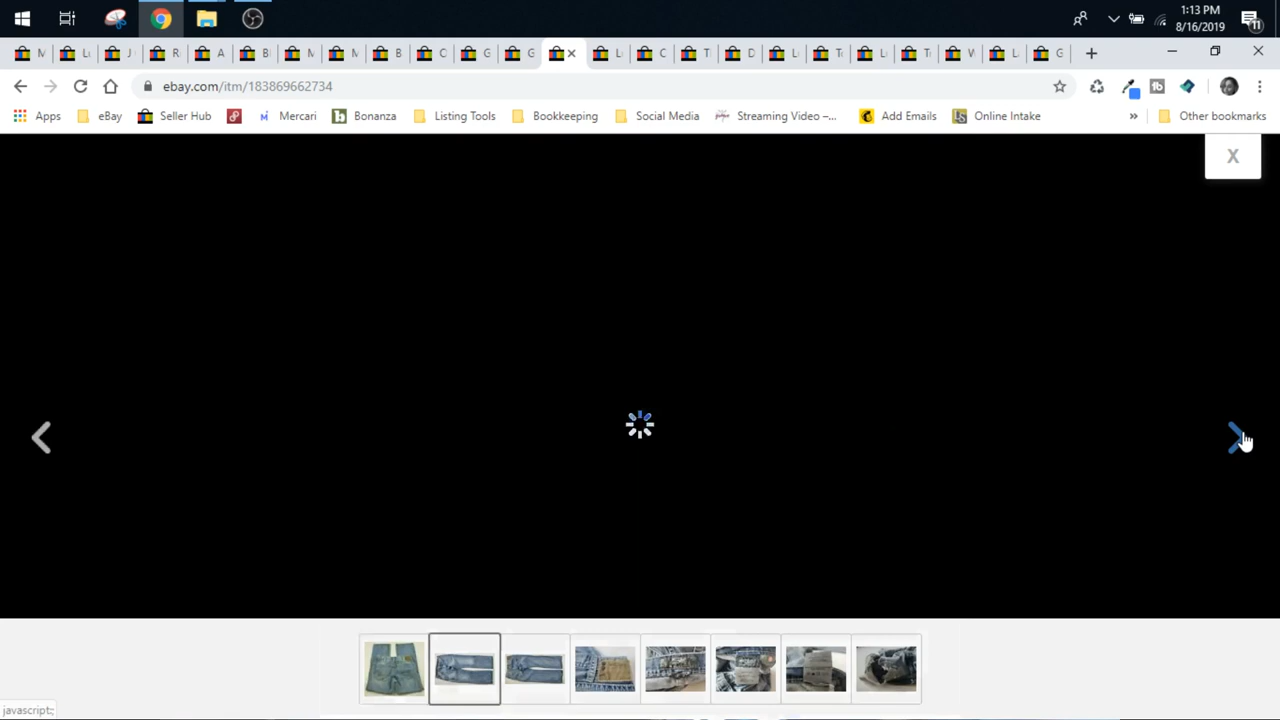 1:13 PM
8/16/2019
ebay.com/itm/183869662734
Apps eBay Seller Hub Mercari Bonanza Listing Tools Bookkeeping Social Media Streaming Video –... Add Emails Online Intake » Other bookmarks
X
javascript:;